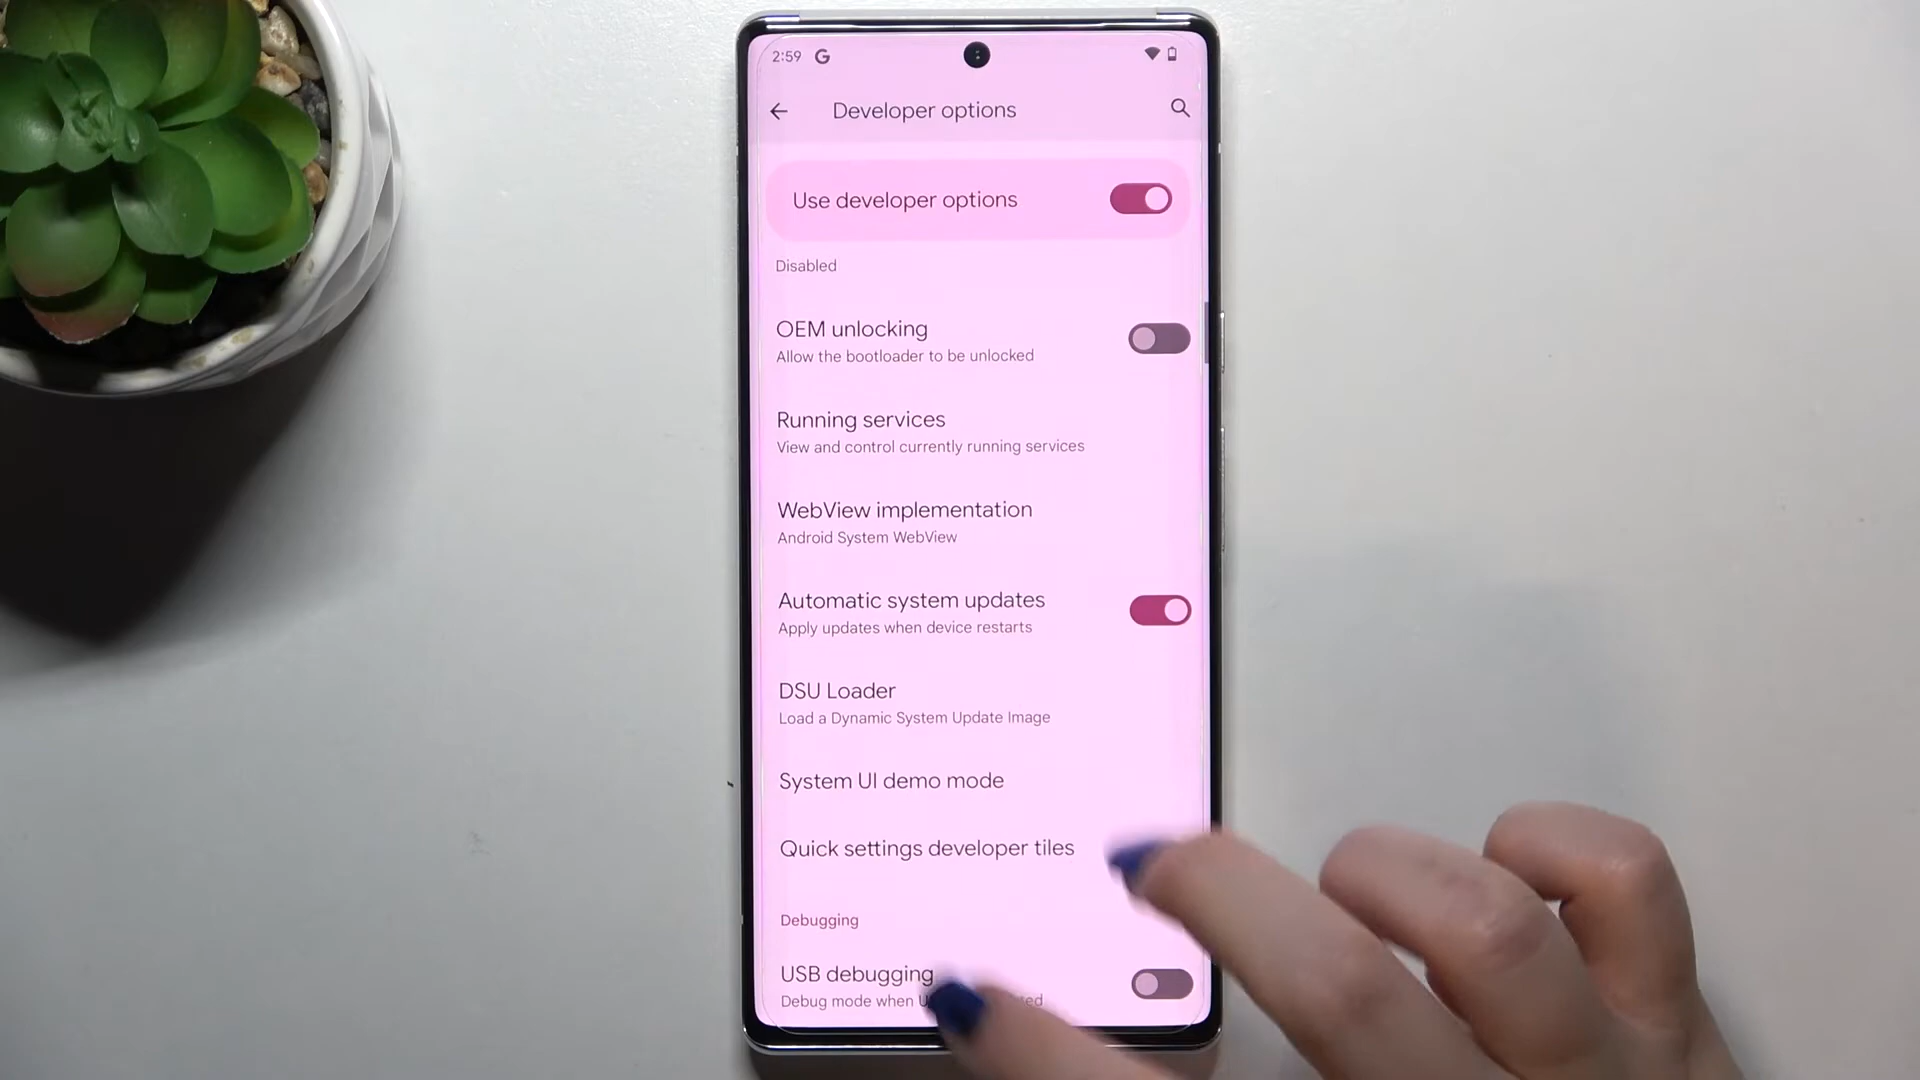 2:59 G
Developer options
Use developer options
Disabled
OEM unlocking
Allow the bootloader to be unlocked
Running services
View and control currently running services
WebView implementation
Android System WebView
Automatic system updates
Apply updates when device restarts
DSU Loader
Load a Dynamic System Update Image
System UI demo mode
Quick settings developer tiles
Debugging
USB debugging
Debug mode when